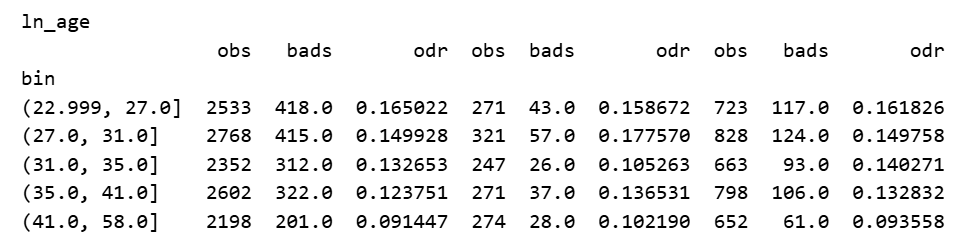 ln_age
obs bads odr obs bads odr obs bads odr
bin
(22.999, 27.0] 2533 418.0 0.165022 271 43.0 0.158672 723 117.0 0.161826
(27.0, 31.0] 2768 415.0 0.149928 321 57.0 0.177570 828 124.0 0.149758
(31.0, 35.0] 2352 312.0 0.132653 247 26.0 0.105263 663 93.0 0.140271
(35.0, 41.0] 2602 322.0 0.123751 271 37.0 0.136531 798 106.0 0.132832
(41.0, 58.0] 2198 201.0 0.091447 274 28.0 0.102190 652 61.0 0.093558